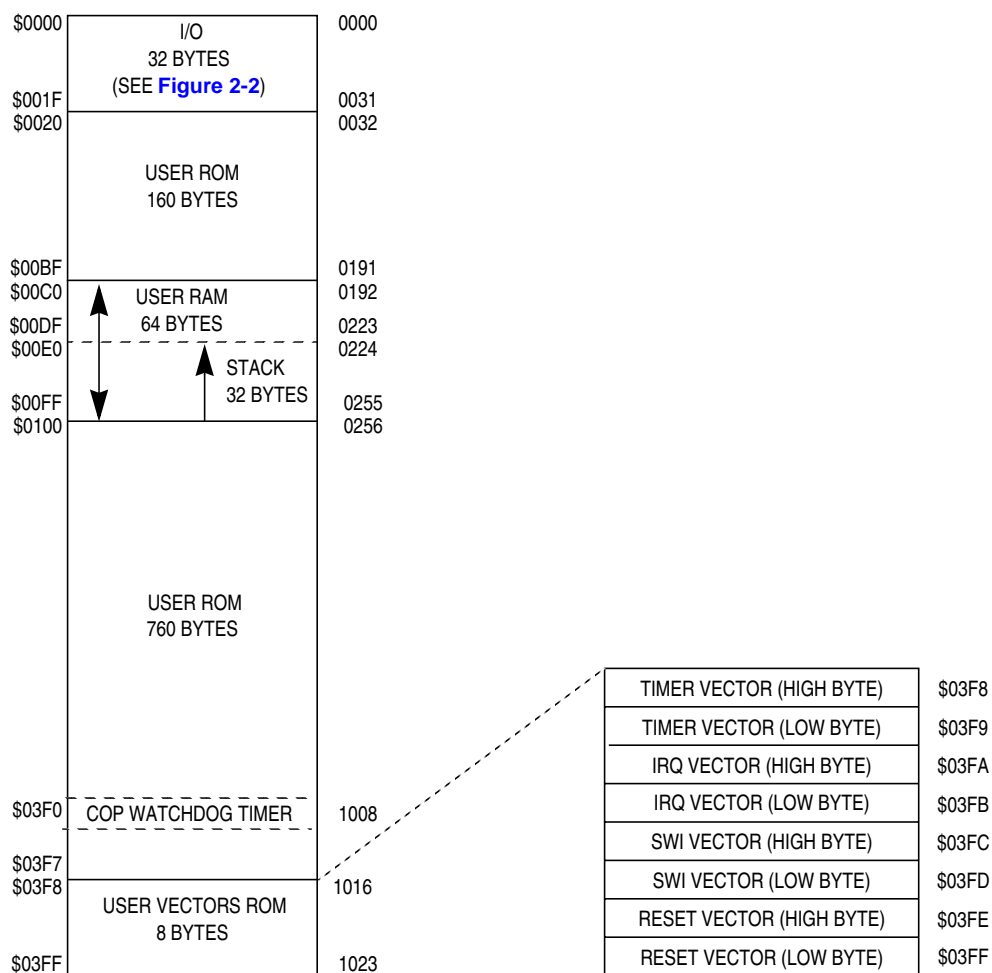 $0000
I/O
32 BYTES
(SEE Figure 2-2)
0000
$001F
0031
$0020
0032
USER ROM
160 BYTES
$00BF
0191
$00C0
0192
USER RAM
64 BYTES
$00DF
0223
$00E0
0224
STACK
32 BYTES
$00FF
0255
$0100
0256
USER ROM
760 BYTES
$03F0
COP WATCHDOG TIMER
1008
$03F7
$03F8
1016
USER VECTORS ROM
8 BYTES
$03FF
1023
TIMER VECTOR (HIGH BYTE) $03F8
TIMER VECTOR (LOW BYTE) $03F9
IRQ VECTOR (HIGH BYTE) $03FA
IRQ VECTOR (LOW BYTE) $03FB
SWI VECTOR (HIGH BYTE) $03FC
SWI VECTOR (LOW BYTE) $03FD
RESET VECTOR (HIGH BYTE) $03FE
RESET VECTOR (LOW BYTE) $03FF